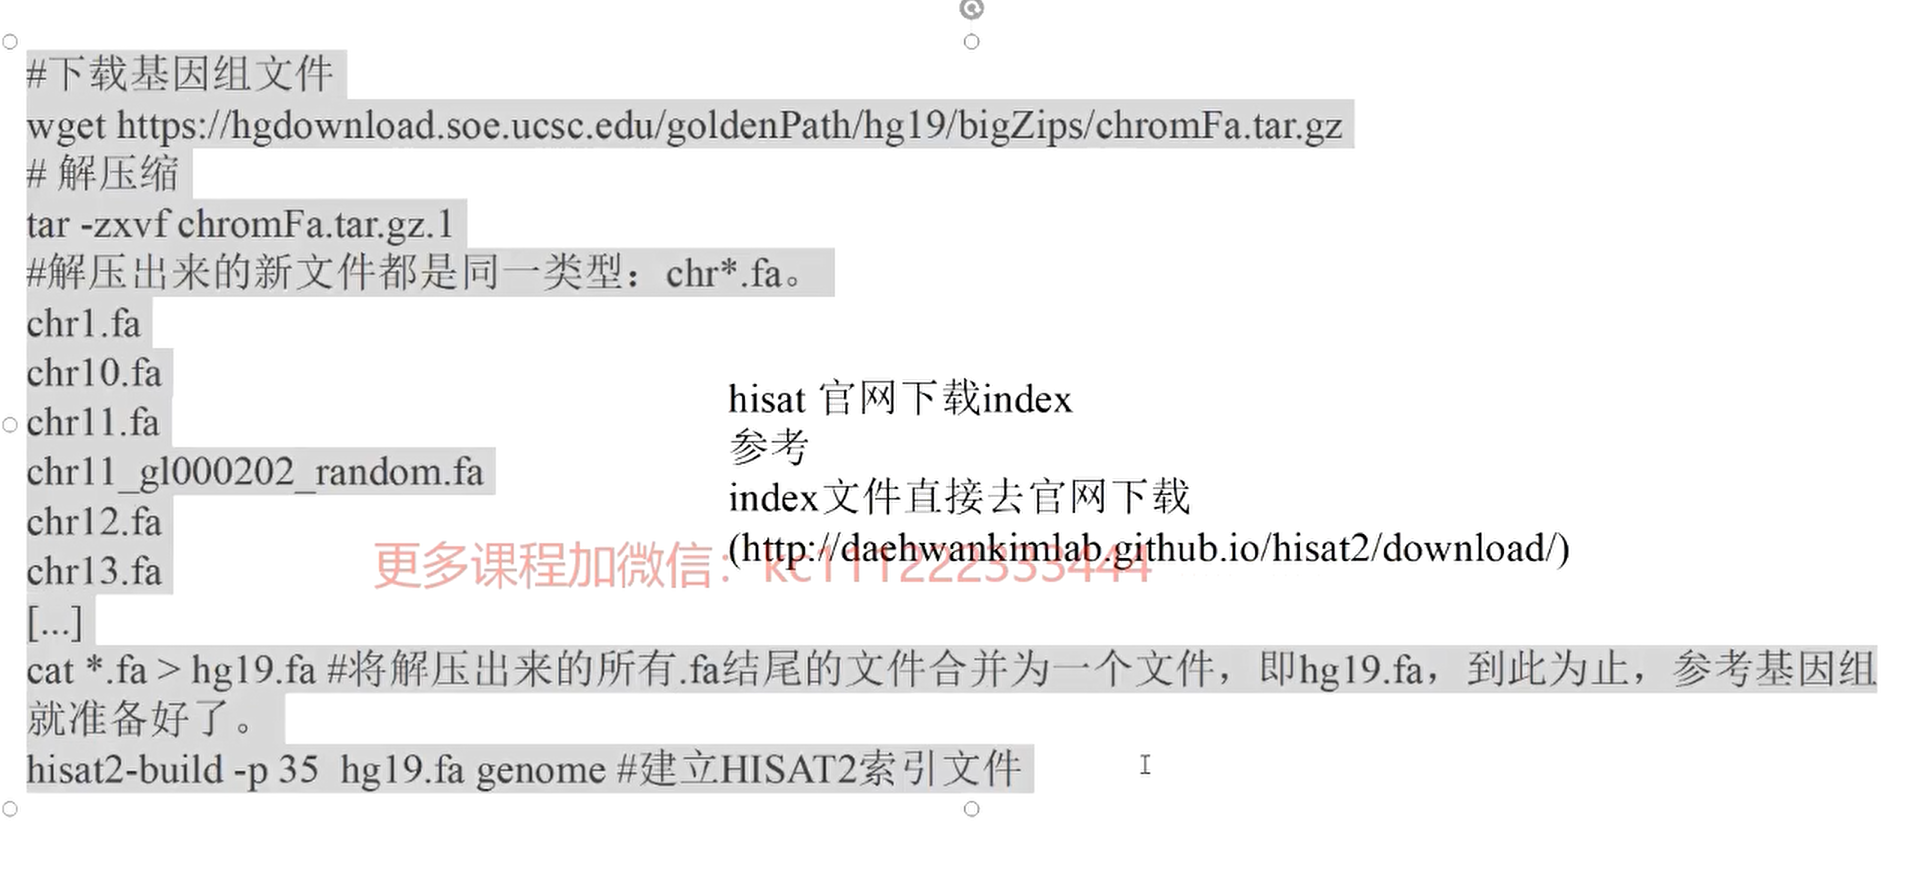 #下载基因组文件
wget https://hgdownload.soe.ucsc.edu/goldenPath/hg19/bigZips/chromFa.tar.gz
# 解压缩
tar -zxvf chromFa.tar.gz.1
#解压出来的新文件都是同一类型：chr*.fa。
chr1.fa
chr10.fa
chr11.fa
chr11_gl000202_random.fa
chr12.fa
chr13.fa
[...]
cat *.fa > hg19.fa #将解压出来的所有.fa结尾的文件合并为一个文件，即hg19.fa，到此为止，参考基因组
就准备好了。
hisat2-build -p 35  hg19.fa genome #建立HISAT2索引文件
hisat 官网下载index
参考
index文件直接去官网下载
(http://daehwankimlab.github.io/hisat2/download/)
更多课程加微信：kc111222333444